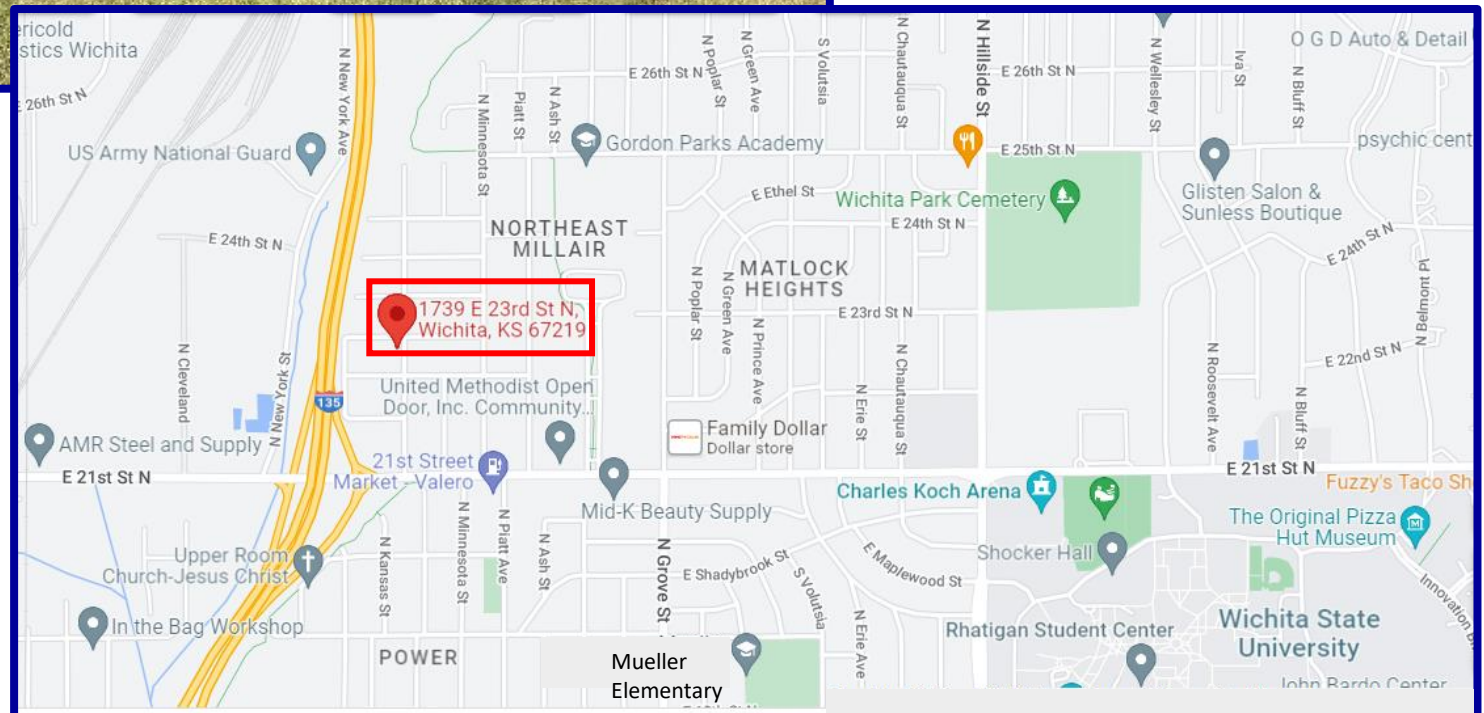 ericold
stics Wichita
26th St N
N New York Ave
US Army National Guard
E 24th St N
N Minnesota St
Piatt St
N Ash St
E 26th St N
N Poplar St
N Green Ave
S Volutsia
N Chautauqua St
N Hillside St
E 26th St N
N Wellesley St
Iva St
N Bluff St
O G D Auto & Detail
psychic cent
Gordon Parks Academy
E 25th St N
E Ethel St
Wichita Park Cemetery
E 24th St N
Glisten Salon &
Sunless Boutique
E 24th St N
N Belmont Pl
NORTHEAST
MILLAIR
MATLOCK
HEIGHTS
N Poplar St
N Green Ave
N Prince Ave
E 23rd St N
1739 E 23rd St N,
Wichita, KS 67219
N Cleveland
N New York St
135
United Methodist Open
Door, Inc. Community...
N Erie St
N Chautauqua St
N Roosevelt Ave
E 22nd St N
N Bluff St
Family Dollar
Dollar store
AMR Steel and Supply
E 21st St N
21st Street
Market - Valero
Mid-K Beauty Supply
Charles Koch Arena
E 21st St N
Fuzzy's Taco Sh
The Original Pizza
Hut Museum
Shocker Hall
Upper Room
Church-Jesus Christ
N Kansas St
N Minnesota St
N Piatt Ave
N Ash St
N Grove St
E Shadybrook St
S Volutsia
E Maplewood St
N Erie Ave
Innovation B
In the Bag Workshop
POWER
Mueller
Elementary
Rhatigan Student Center
Wichita State
University
John Bardo Center